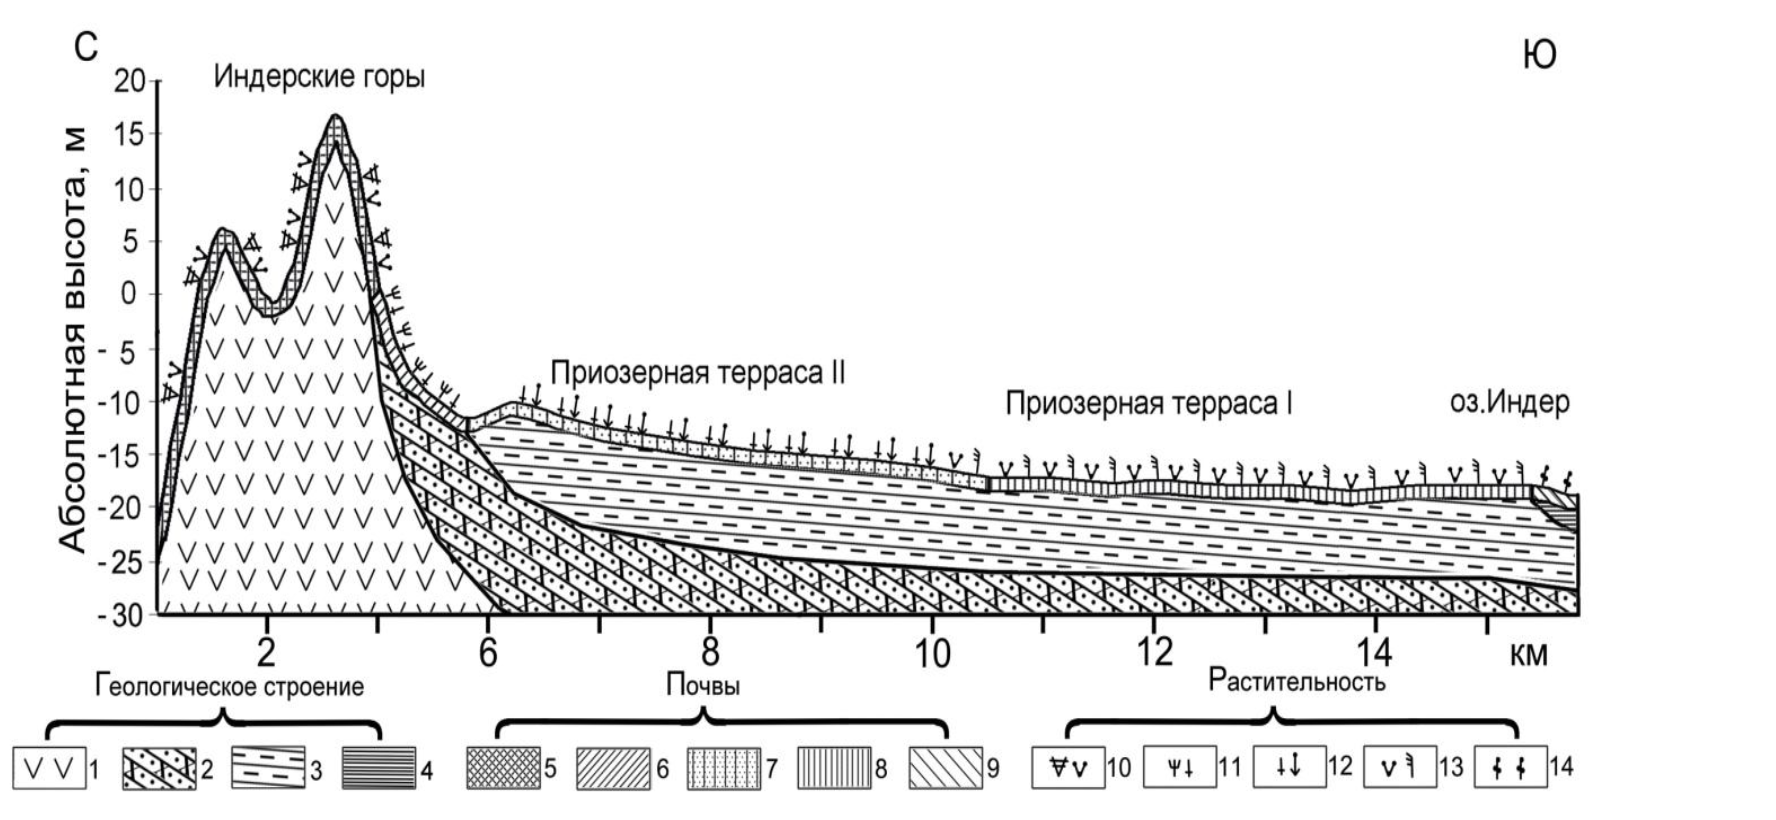 С
Ю
Индерские горы
Абсолютная высота, м
20
15
10
5
0
- 5
-10
-15
-20
-25
-30
Приозерная терраса II
Приозерная терраса I
оз.Индер
2 6 8 10 12 14 км
Геологическое строение
Почвы
Растительность
1 2 3 4 5 6 7 8 9 10 11 12 13 14